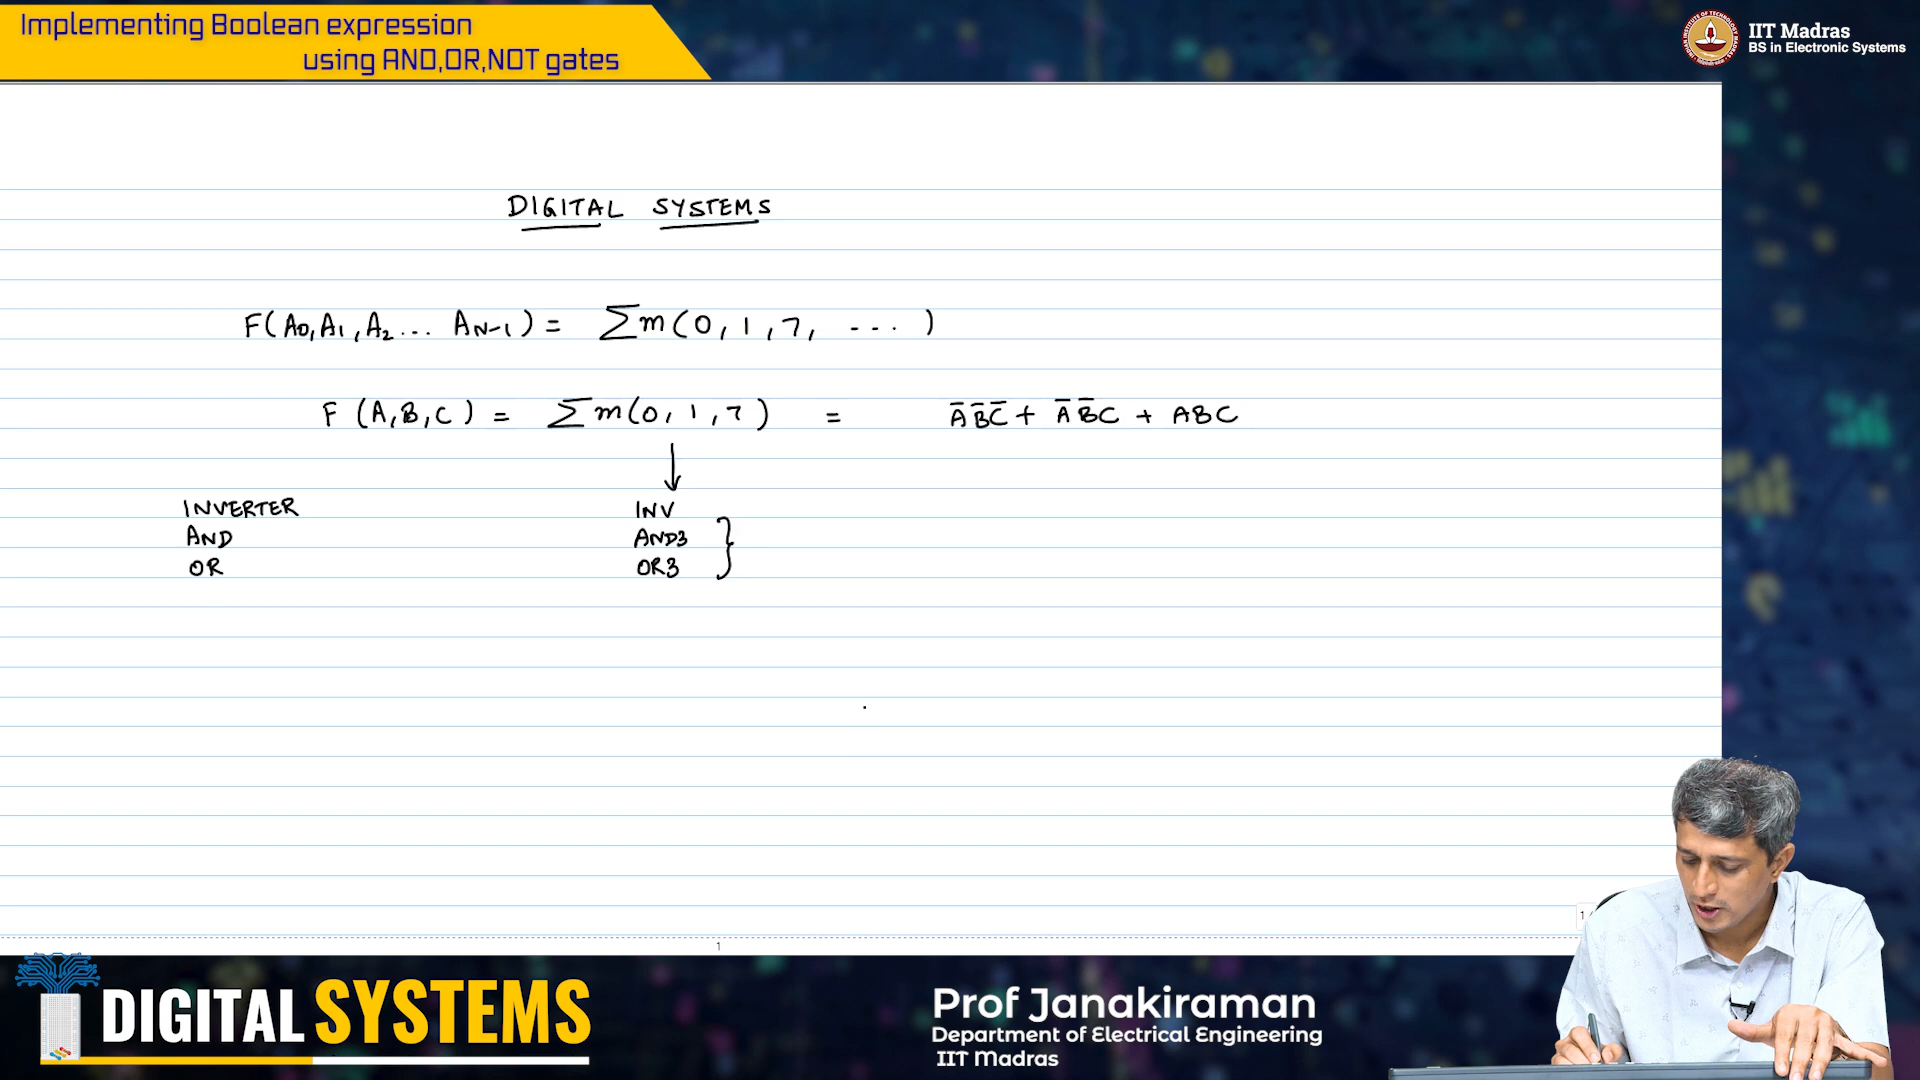 Implementing Boolean expression
using AND,OR,NOT gates
IIT Madras
BS in Electronic Systems
DIGITAL SYSTEMS
F(A0, A1, A2... AN-1) = Σm(0, 1, 7, ... )
F (A, B, C) = Σm(0, 1, 7) = A̅B̅C̅ + A̅B̅C + ABC
↓
INVERTER INV
AND AND3 }
OR OR3
1
DIGITAL SYSTEMS
Prof Janakiraman
Department of Electrical Engineering
IIT Madras